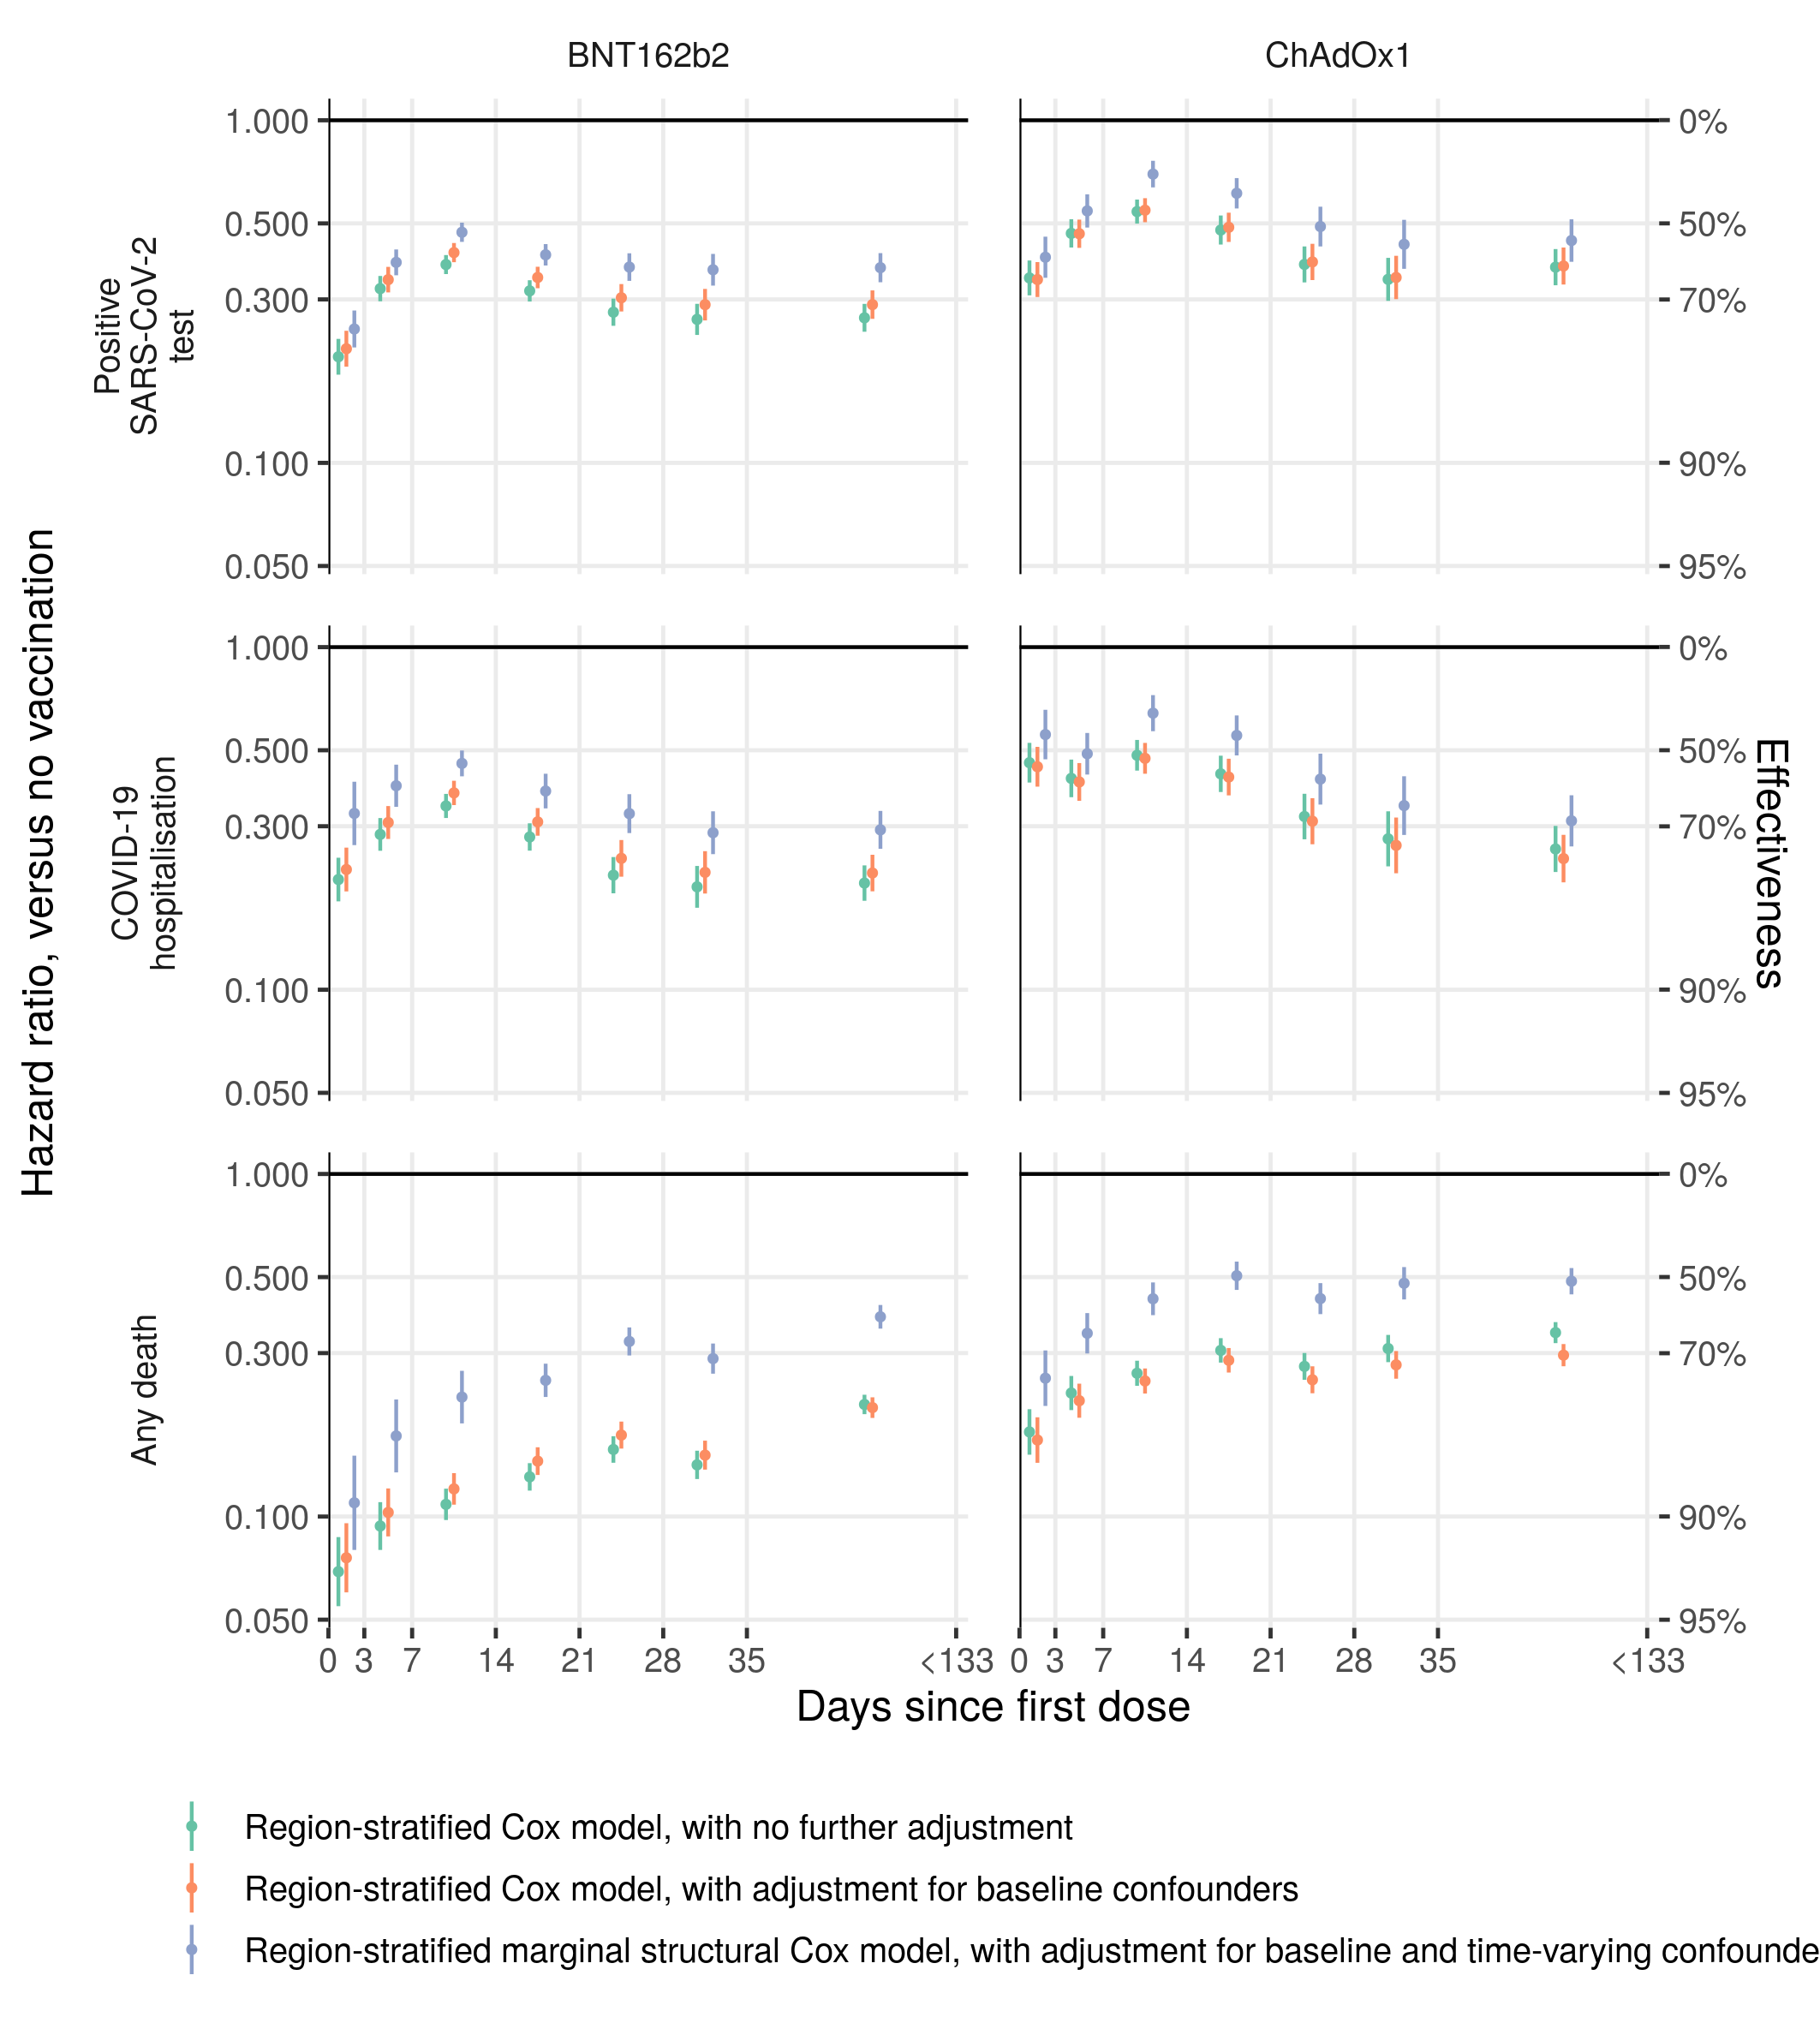 BNT162b2
ChAdOx1
Hazard ratio, versus no vaccination
Positive
SARS-CoV-2
test
1.000
0.500
0.300
0.100
0.050
0%
50%
70%
90%
95%
COVID-19
hospitalisation
1.000
0.500
0.300
0.100
0.050
0%
50%
70%
90%
95%
Effectiveness
Any death
1.000
0.500
0.300
0.100
0.050
0%
50%
70%
90%
95%
0 3 7 14 21 28 35 <133
0 3 7 14 21 28 35 <133
Days since first dose
Region-stratified Cox model, with no further adjustment
Region-stratified Cox model, with adjustment for baseline confounders
Region-stratified marginal structural Cox model, with adjustment for baseline and time-varying confounde